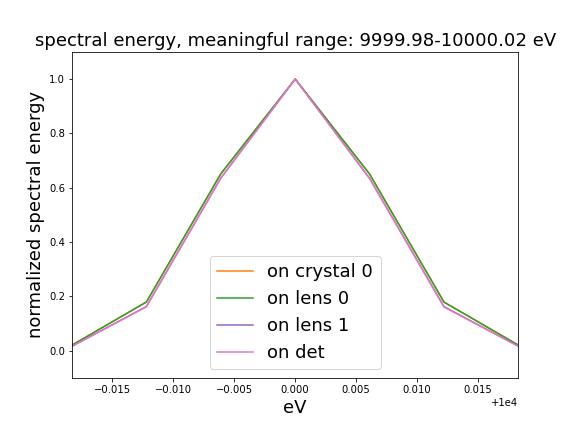 spectral energy, meaningful range: 9999.98-10000.02 eV
normalized spectral energy
1.0
0.8
0.6
0.4
0.2
0.0
on crystal 0
on lens 0
on lens 1
on det
−0.015 −0.010 −0.005 0.000 0.005 0.010 0.015
+1e4
eV